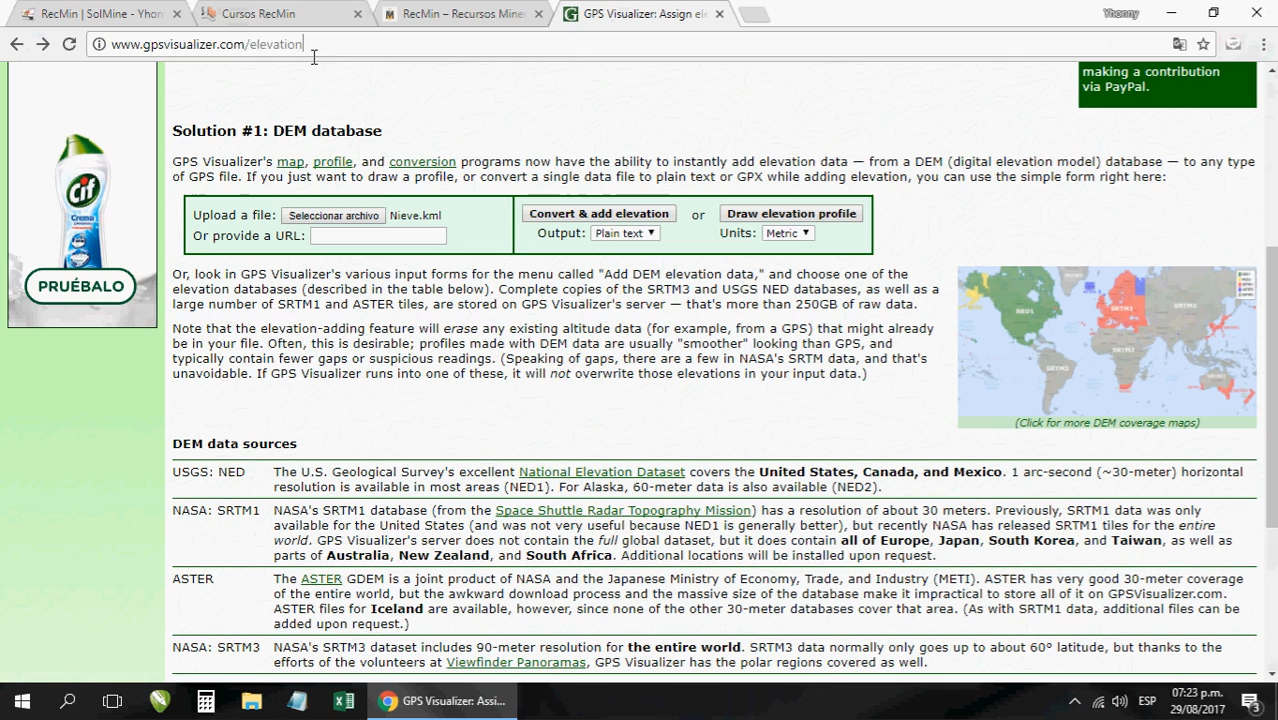 RecMin | SolMine - Yhon
Cursos RecMin
RecMin – Recursos Mine
GPS Visualizer: Assign el
Yhonny
www.gpsvisualizer.com/elevation
making a contribution
via PayPal.
Solution #1: DEM database
GPS Visualizer's map, profile, and conversion programs now have the ability to instantly add elevation data — from a DEM (digital elevation model) database — to any type
of GPS file. If you just want to draw a profile, or convert a single data file to plain text or GPX while adding elevation, you can use the simple form right here:
Upload a file: Seleccionar archivo Nieve.kml
Or provide a URL:
Convert & add elevation or Draw elevation profile
Output: Plain text Units: Metric
Cif
Crema
PRUÉBALO
Or, look in GPS Visualizer's various input forms for the menu called "Add DEM elevation data," and choose one of the
elevation databases (described in the table below). Complete copies of the SRTM3 and USGS NED databases, as well as a
large number of SRTM1 and ASTER tiles, are stored on GPS Visualizer's server — that's more than 250GB of raw data.
Note that the elevation-adding feature will erase any existing altitude data (for example, from a GPS) that might already
be in your file. Often, this is desirable; profiles made with DEM data are usually "smoother" looking than GPS, and
typically contain fewer gaps or suspicious readings. (Speaking of gaps, there are a few in NASA's SRTM data, and that's
unavoidable. If GPS Visualizer runs into one of these, it will not overwrite those elevations in your input data.)
NED1
SRTM1
SRTM3
SRTM3
SRTM3
(Click for more DEM coverage maps)
DEM data sources
USGS: NED The U.S. Geological Survey's excellent National Elevation Dataset covers the United States, Canada, and Mexico. 1 arc-second (~30-meter) horizontal
resolution is available in most areas (NED1). For Alaska, 60-meter data is also available (NED2).
NASA: SRTM1 NASA's SRTM1 database (from the Space Shuttle Radar Topography Mission) has a resolution of about 30 meters. Previously, SRTM1 data was only
available for the United States (and was not very useful because NED1 is generally better), but recently NASA has released SRTM1 tiles for the entire
world. GPS Visualizer's server does not contain the full global dataset, but it does contain all of Europe, Japan, South Korea, and Taiwan, as well as
parts of Australia, New Zealand, and South Africa. Additional locations will be installed upon request.
ASTER The ASTER GDEM is a joint product of NASA and the Japanese Ministry of Economy, Trade, and Industry (METI). ASTER has very good 30-meter coverage
of the entire world, but the awkward download process and the massive size of the database make it impractical to store all of it on GPSVisualizer.com.
ASTER files for Iceland are available, however, since none of the other 30-meter databases cover that area. (As with SRTM1 data, additional files can be
added upon request.)
NASA: SRTM3 NASA's SRTM3 dataset includes 90-meter resolution for the entire world. SRTM3 data normally only goes up to about 60° latitude, but thanks to the
efforts of the volunteers at Viewfinder Panoramas, GPS Visualizer has the polar regions covered as well.
GPS Visualizer: Assi...
ESP
07:23 p.m.
29/08/2017
3